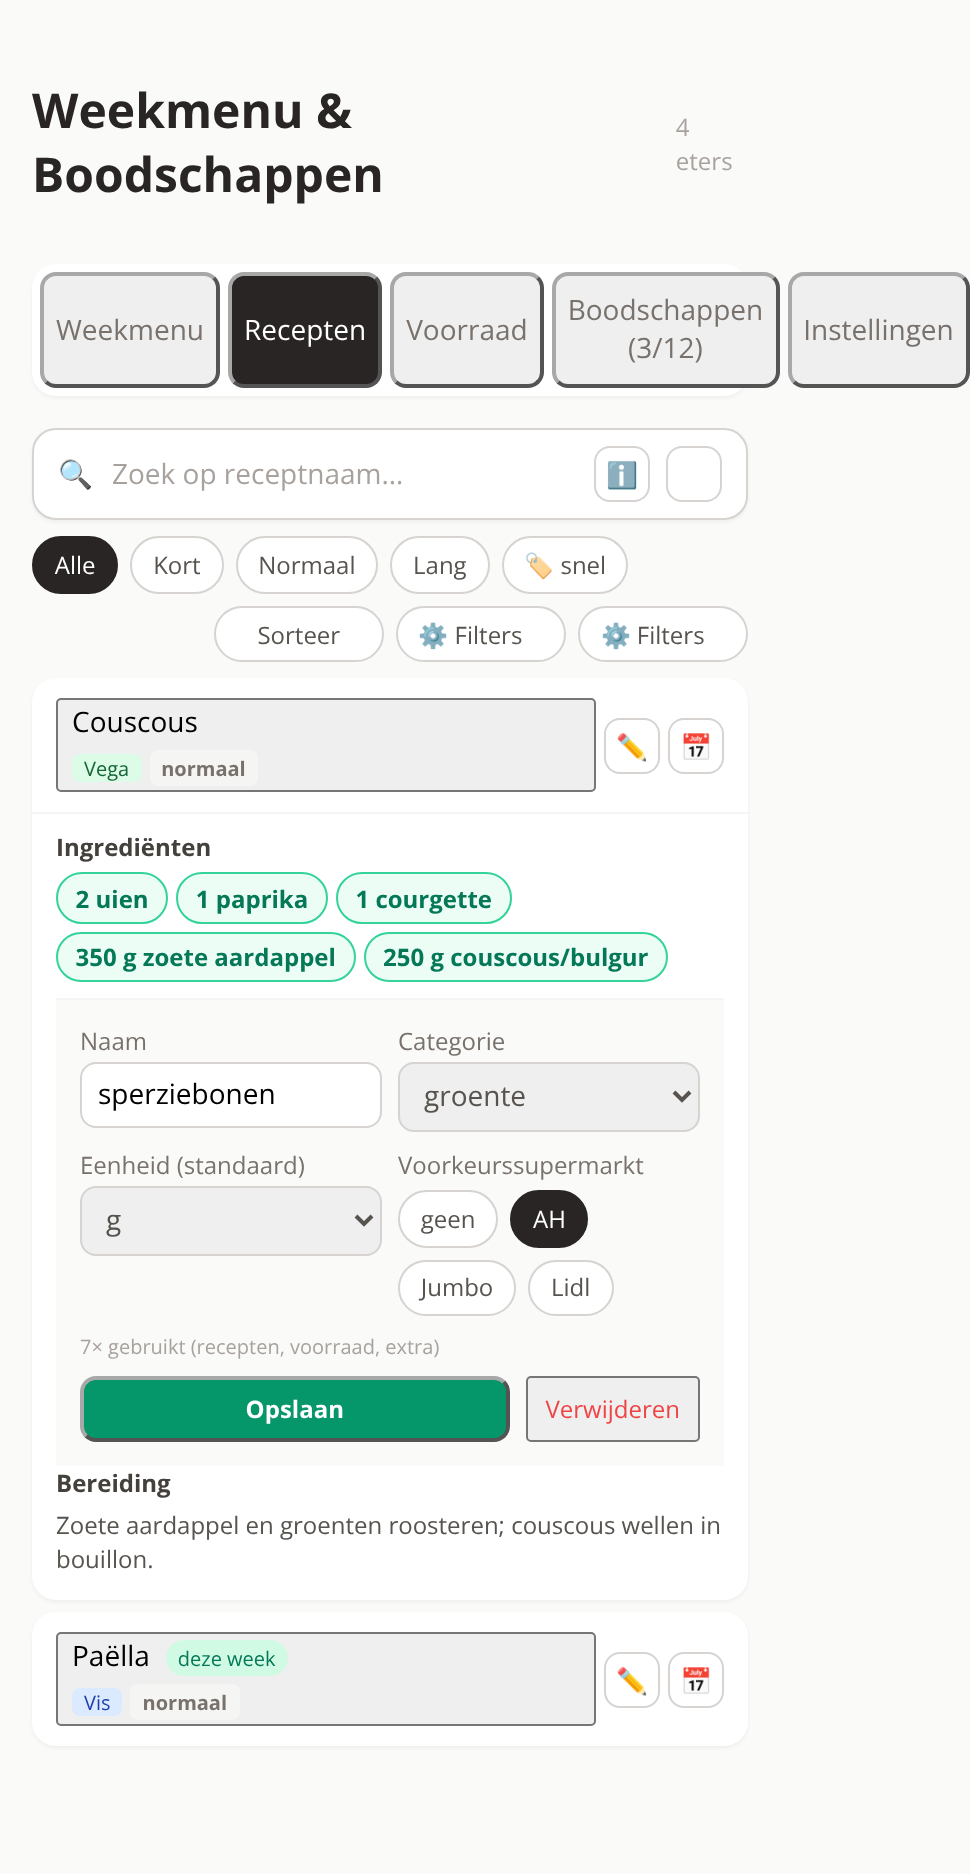 Weekmenu &
Boodschappen
4
eters
Weekmenu
Recepten
Voorraad
Boodschappen
(3/12)
Instellingen
🔍 Zoek op receptnaam... ℹ️
Alle Kort Normaal Lang 🏷️ snel
Sorteer ⚙️ Filters ⚙️ Filters
Couscous ✏️ 📅
Vega normaal
Ingrediënten
2 uien 1 paprika 1 courgette
350 g zoete aardappel 250 g couscous/bulgur
Naam Categorie
sperziebonen groente
Eenheid (standaard) Voorkeurssupermarkt
g geen AH
Jumbo Lidl
7× gebruikt (recepten, voorraad, extra)
Opslaan Verwijderen
Bereiding
Zoete aardappel en groenten roosteren; couscous wellen in
bouillon.
Paëlla deze week ✏️ 📅
Vis normaal